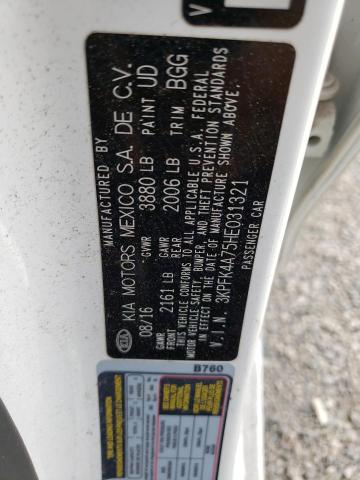 MANUFACTURED BY
KIA KIA MOTORS MEXICO S.A. DE C.V.
08/16 GVWR 3880 LB PAINT UD
GAWR FRONT 2161 LB GAWR REAR 2006 LB TRIM BGG
THIS VEHICLE CONFORMS TO ALL APPLICABLE U.S.A. FEDERAL
MOTOR VEHICLE SAFETY, BUMPER, AND THEFT PREVENTION STANDARDS
IN EFFECT ON THE DATE OF MANUFACTURE SHOWN ABOVE.
V.I.N. 3KPFK4A75HE031321
PASSENGER CAR
B760
V